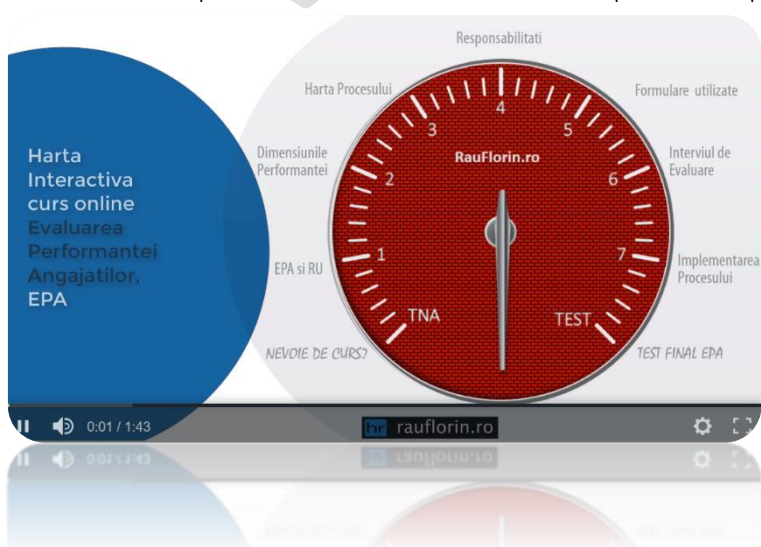 Harta
Interactiva
curs online
Evaluarea
Performantei
Angajatilor,
EPA
Responsabilitati
Harta Procesului
Formulare utilizate
Dimensiunile
Performantei
Interviul de
Evaluare
EPA si RU
Implementarea
Procesului
NEVOIE DE CURS?
TEST FINAL EPA
RauFlorin.ro
TNA
1
2
3
4
5
6
7
TEST
0:01 / 1:43
hr rauflorin.ro